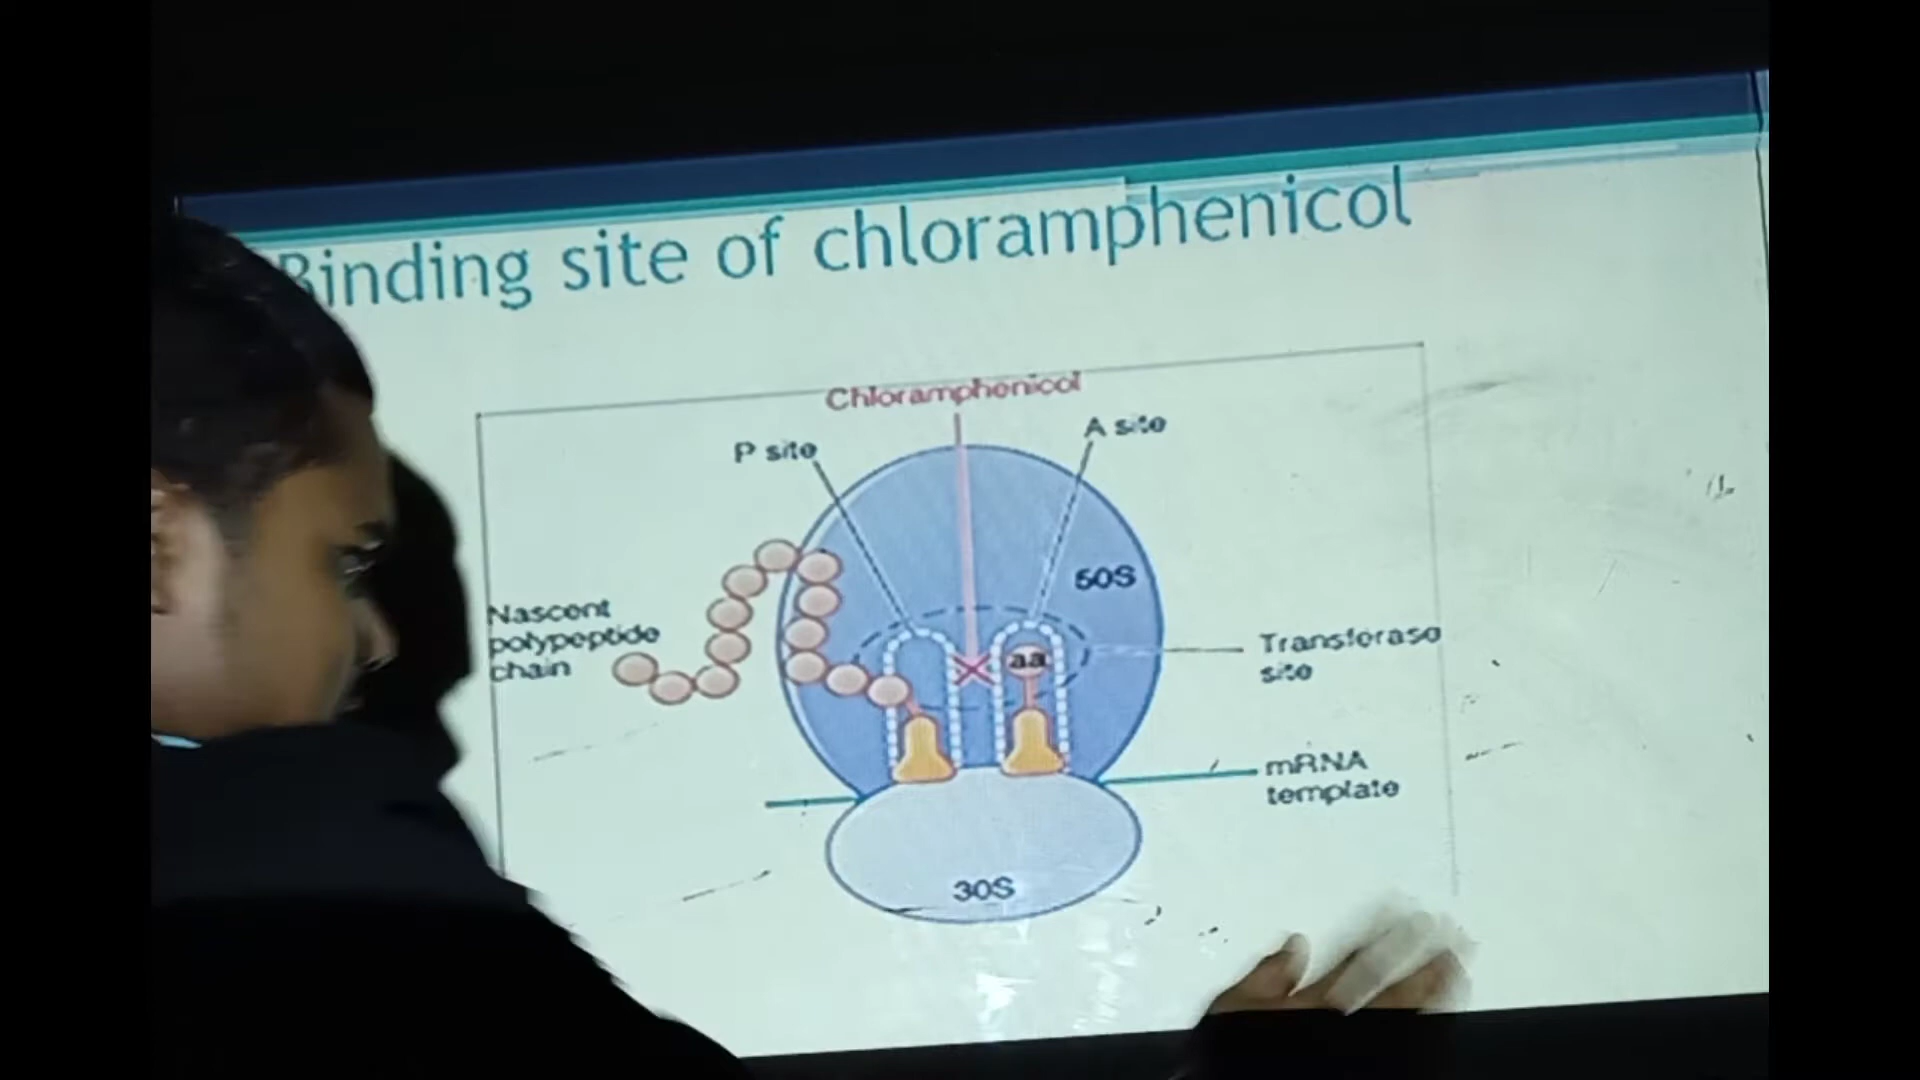 Binding site of chloramphenicol
Chloramphenicol
P site
A site
50S
Nascent
polypeptide
chain
aa
Transferase
site
mRNA
template
30S